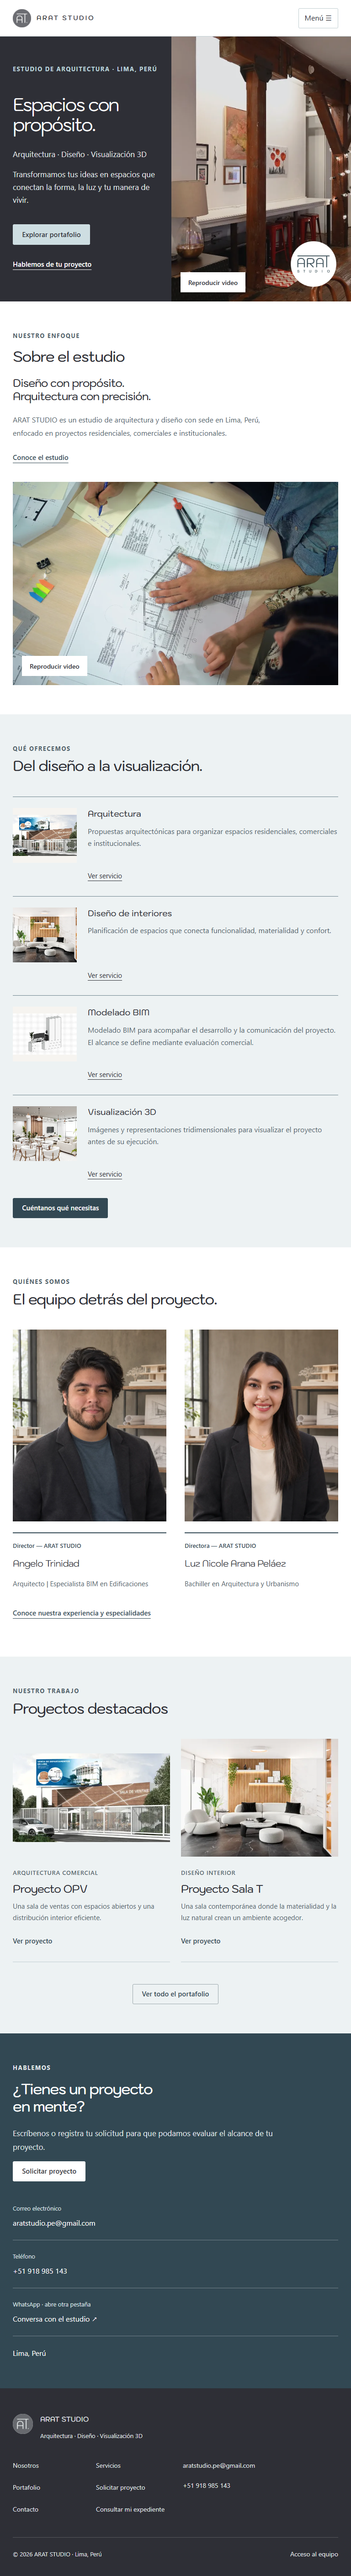 ARAT STUDIO
Menú ☰
ESTUDIO DE ARQUITECTURA · LIMA, PERÚ
Espacios con
propósito.
Arquitectura · Diseño · Visualización 3D
Transformamos tus ideas en espacios que
conectan la forma, la luz y tu manera de
vivir.
Explorar portafolio
Hablemos de tu proyecto
Reproducir video
ARAT
STUDIO
NUESTRO ENFOQUE
Sobre el estudio
Diseño con propósito.
Arquitectura con precisión.
ARAT STUDIO es un estudio de arquitectura y diseño con sede en Lima, Perú,
enfocado en proyectos residenciales, comerciales e institucionales.
Conoce el estudio
Reproducir video
QUÉ OFRECEMOS
Del diseño a la visualización.
Arquitectura
Propuestas arquitectónicas para organizar espacios residenciales, comerciales
e institucionales.
Ver servicio
Diseño de interiores
Planificación de espacios que conecta funcionalidad, materialidad y confort.
Ver servicio
Modelado BIM
Modelado BIM para acompañar el desarrollo y la comunicación del proyecto.
El alcance se define mediante evaluación comercial.
Ver servicio
Visualización 3D
Imágenes y representaciones tridimensionales para visualizar el proyecto
antes de su ejecución.
Ver servicio
Cuéntanos qué necesitas
QUIÉNES SOMOS
El equipo detrás del proyecto.
Director — ARAT STUDIO
Angelo Trinidad
Arquitecto | Especialista BIM en Edificaciones
Directora — ARAT STUDIO
Luz Nicole Arana Peláez
Bachiller en Arquitectura y Urbanismo
Conoce nuestra experiencia y especialidades
NUESTRO TRABAJO
Proyectos destacados
ARQUITECTURA COMERCIAL
Proyecto OPV
Una sala de ventas con espacios abiertos y una
distribución interior eficiente.
Ver proyecto
DISEÑO INTERIOR
Proyecto Sala T
Una sala contemporánea donde la materialidad y la
luz natural crean un ambiente acogedor.
Ver proyecto
Ver todo el portafolio
HABLEMOS
¿Tienes un proyecto
en mente?
Escríbenos o registra tu solicitud para que podamos evaluar el alcance de tu
proyecto.
Solicitar proyecto
Correo electrónico
aratstudio.pe@gmail.com
Teléfono
+51 918 985 143
WhatsApp · abre otra pestaña
Conversa con el estudio ↗
Lima, Perú
ARAT STUDIO
Arquitectura · Diseño · Visualización 3D
Nosotros
Servicios
aratstudio.pe@gmail.com
Portafolio
Solicitar proyecto
+51 918 985 143
Contacto
Consultar mi expediente
© 2026 ARAT STUDIO · Lima, Perú
Acceso al equipo